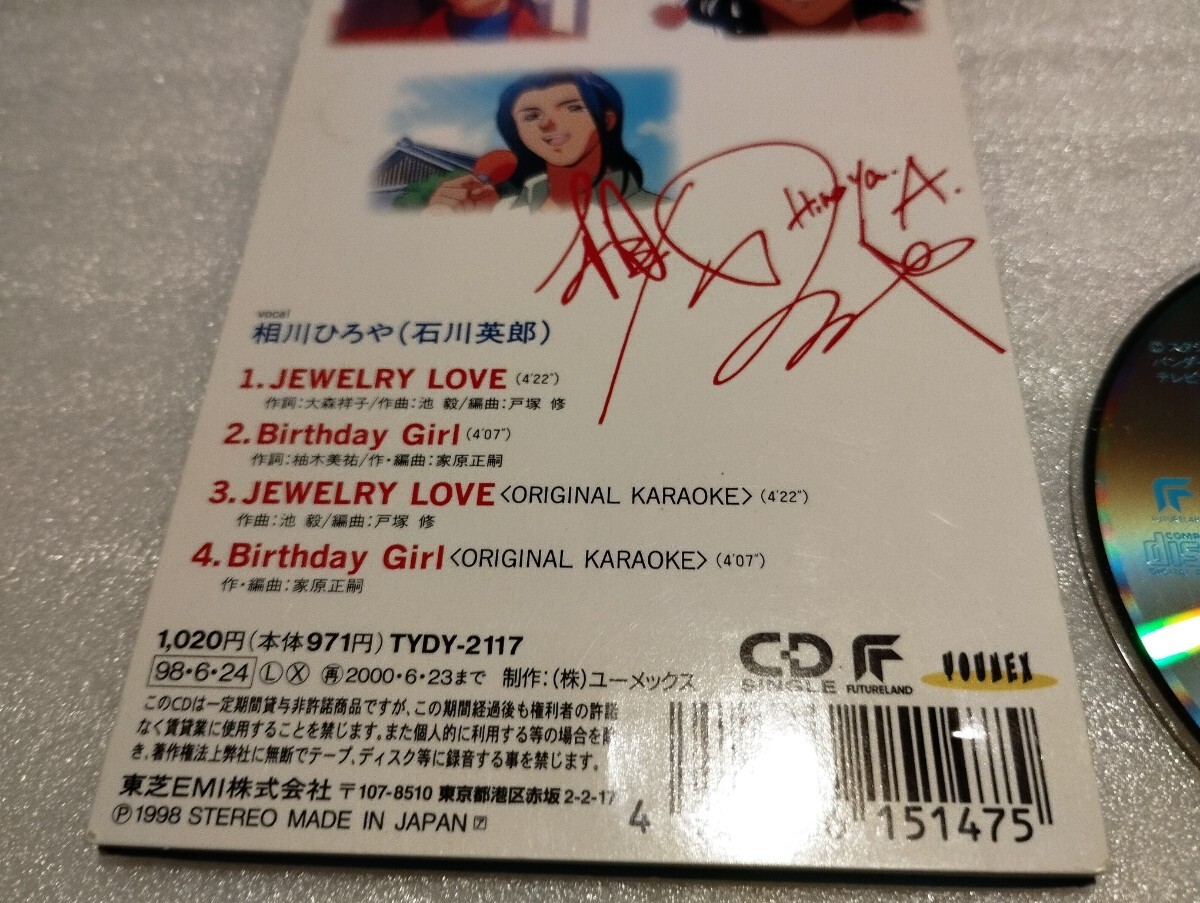 Hiroya. A.
vocal
相川ひろや(石川英郎)
1. JEWELRY LOVE (4'22")
作詞:大森祥子/作曲:池 毅/編曲:戸塚 修
2. Birthday Girl (4'07")
作詞:柚木美祐/作・編曲:家原正嗣
3. JEWELRY LOVE <ORIGINAL KARAOKE> (4'22")
作曲:池 毅/編曲:戸塚 修
4. Birthday Girl <ORIGINAL KARAOKE> (4'07")
作・編曲:家原正嗣
1,020円(本体971円) TYDY-2117
98・6・24 Ⓛ Ⓧ ㊢2000・6・23まで 制作:(株)ユーメックス
CD SINGLE
FUTURELAND
YOUMEX
このCDは一定期間貸与非許諾商品ですが、この期間経過後も権利者の許諾
なく賃貸業に使用することを禁じます。また個人的に利用する等の場合を除
き、著作権法上弊社に無断でテープ、ディスク等に録音する事を禁じます。
東芝EMI株式会社 〒107-8510 東京都港区赤坂2-2-17
Ⓟ1998 STEREO MADE IN JAPAN
4 151475
テレビ
FUTURELAND